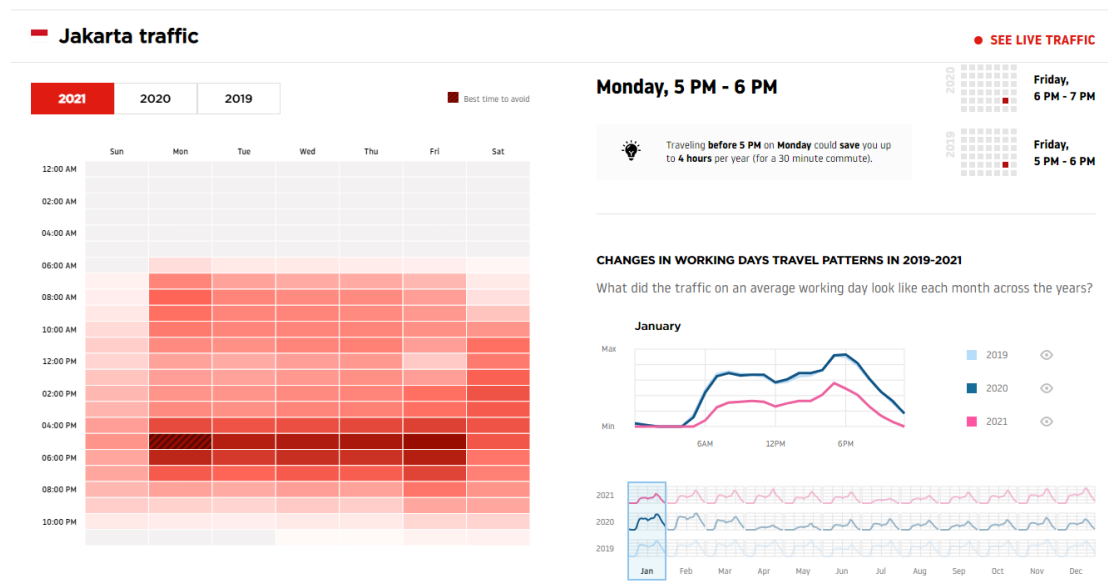 Jakarta traffic
SEE LIVE TRAFFIC
2021
2020
2019
Best time to avoid
Sun
Mon
Tue
Wed
Thu
Fri
Sat
12:00 AM
02:00 AM
04:00 AM
06:00 AM
08:00 AM
10:00 AM
12:00 PM
02:00 PM
04:00 PM
06:00 PM
08:00 PM
10:00 PM
Monday, 5 PM - 6 PM
Traveling before 5 PM on Monday could save you up
to 4 hours per year (for a 30 minute commute).
2020
Friday,
6 PM - 7 PM
2019
Friday,
5 PM - 6 PM
CHANGES IN WORKING DAYS TRAVEL PATTERNS IN 2019-2021
What did the traffic on an average working day look like each month across the years?
January
Max
Min
6AM
12PM
6PM
2019
2020
2021
2021
2020
2019
Jan
Feb
Mar
Apr
May
Jun
Jul
Aug
Sep
Oct
Nov
Dec